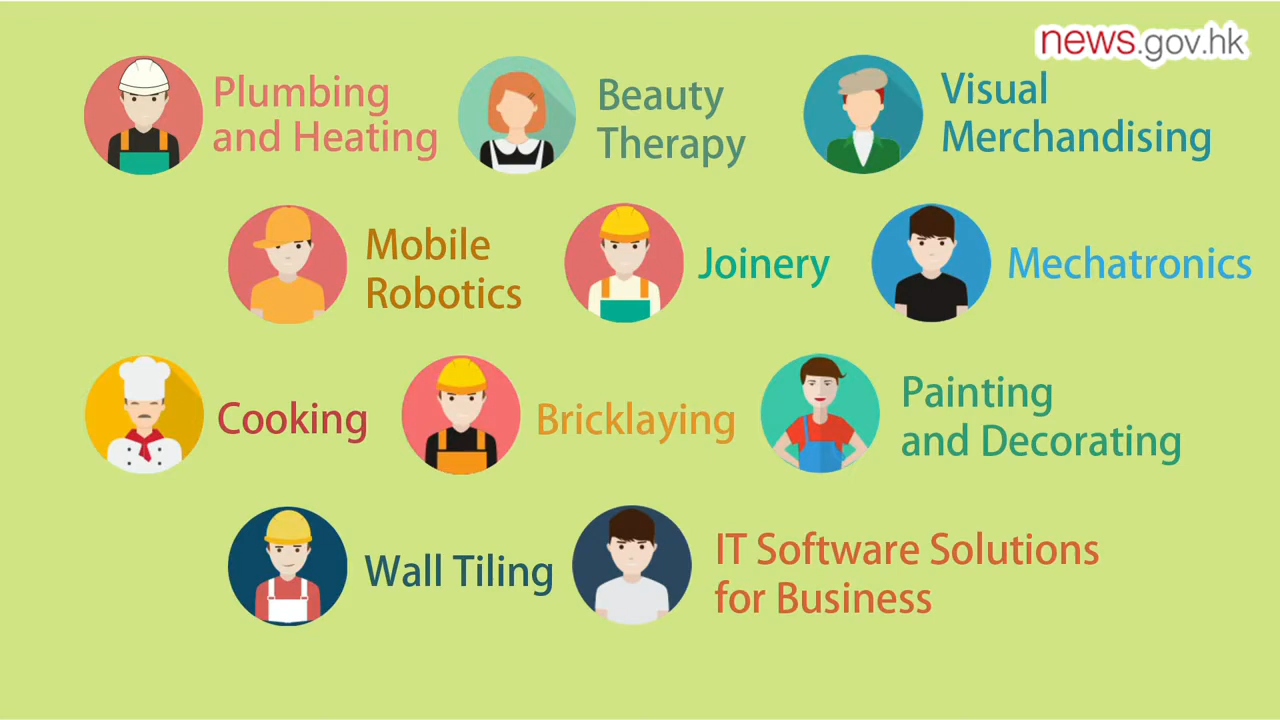 news.gov.hk
Plumbing
and Heating
Beauty
Therapy
Visual
Merchandising
Mobile
Robotics
Joinery
Mechatronics
Cooking
Bricklaying
Painting
and Decorating
Wall Tiling
IT Software Solutions
for Business